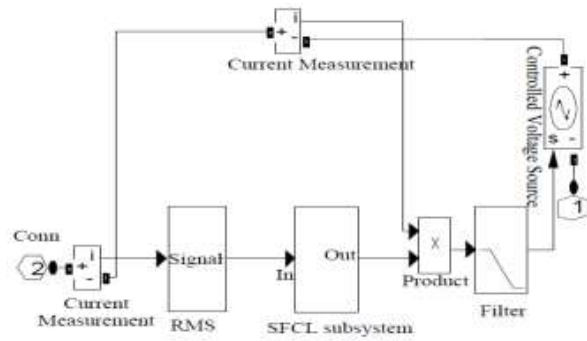 i
+
-
Current Measurement
Controlled Voltage Source
+
s -
1
Conn
2
i
+
-
Current
Measurement
Signal
RMS
In
Out
SFCL subsystem
X
Product
Filter